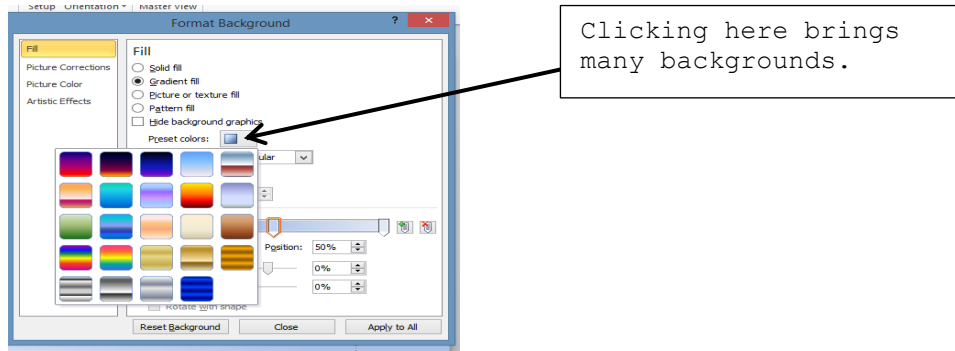 Setup Orientation Master View
Format Background
?
Clicking here brings
many backgrounds.
Fill
Picture Corrections
Picture Color
Artistic Effects
Fill
Solid fill
Gradient fill
Picture or texture fill
Pattern fill
Hide background graphics
Preset colors:
Position: 50%
0%
0%
Rotate with shape
Reset Background
Close
Apply to All